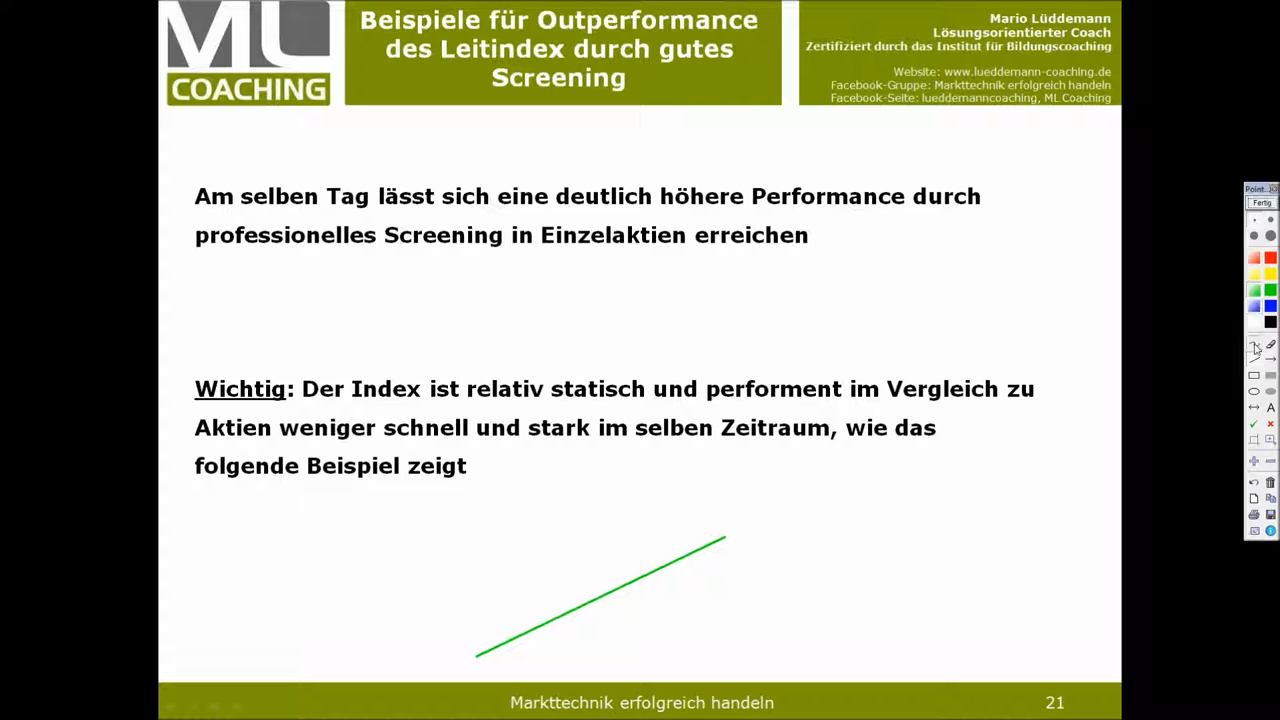 ML
COACHING
Beispiele für Outperformance
des Leitindex durch gutes
Screening
Mario Lüddemann
Lösungsorientierter Coach
Zertifiziert durch das Institut für Bildungscoaching
Website: www.lueddemann-coaching.de
Facebook-Gruppe: Markttechnik erfolgreich handeln
Facebook-Seite: lueddemanncoaching, ML Coaching
Am selben Tag lässt sich eine deutlich höhere Performance durch
professionelles Screening in Einzelaktien erreichen
Wichtig: Der Index ist relativ statisch und performent im Vergleich zu
Aktien weniger schnell und stark im selben Zeitraum, wie das
folgende Beispiel zeigt
Markttechnik erfolgreich handeln
21
Point...
Fertig
A